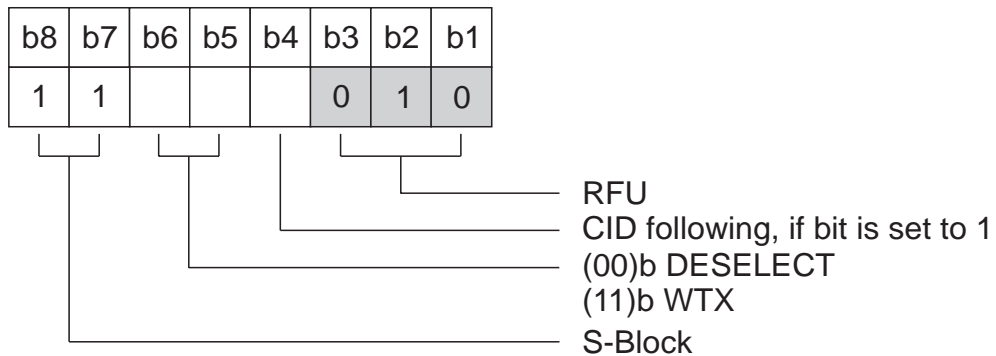 b8 b7 b6 b5 b4 b3 b2 b1
1 1 0 1 0
RFU
CID following, if bit is set to 1
(00)b DESELECT
(11)b WTX
S-Block